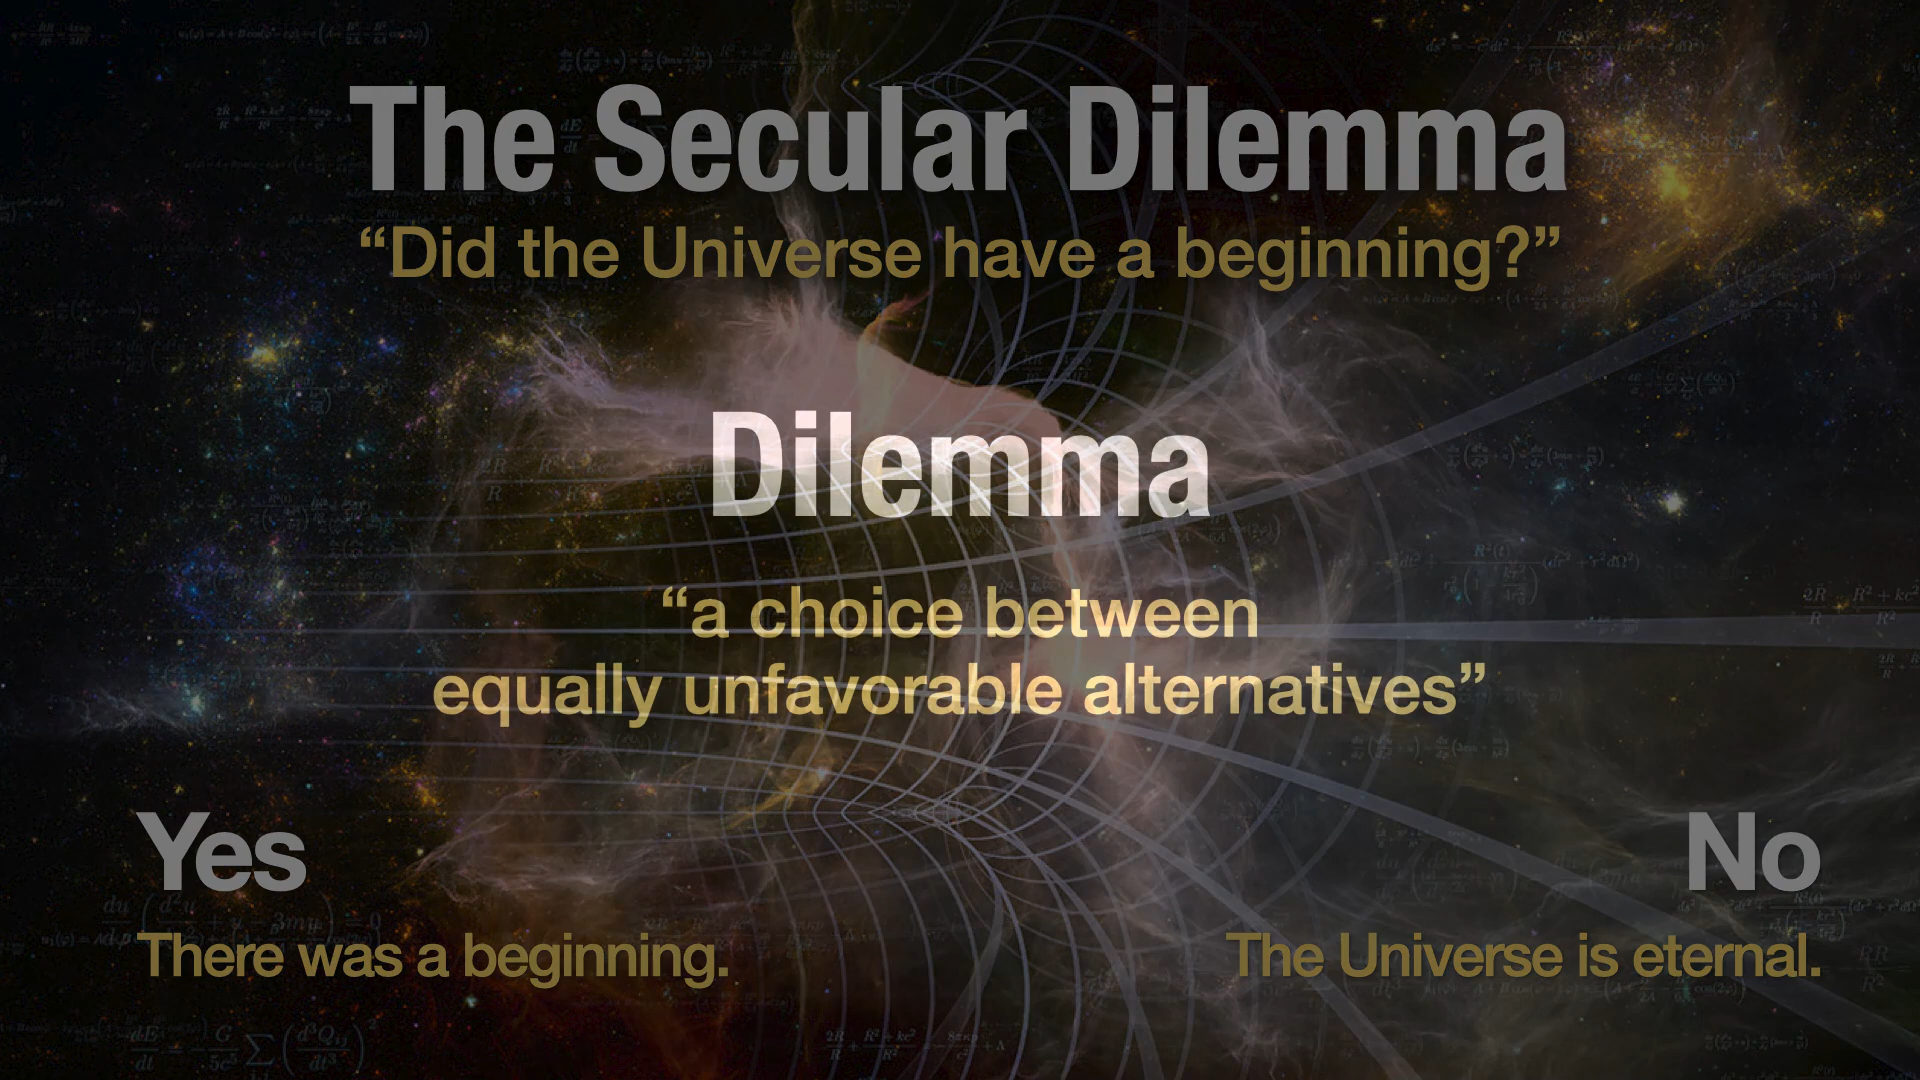 The Secular Dilemma
“Did the Universe have a beginning?”
Dilemma
“a choice between
equally unfavorable alternatives”
Yes
No
There was a beginning.
The Universe is eternal.